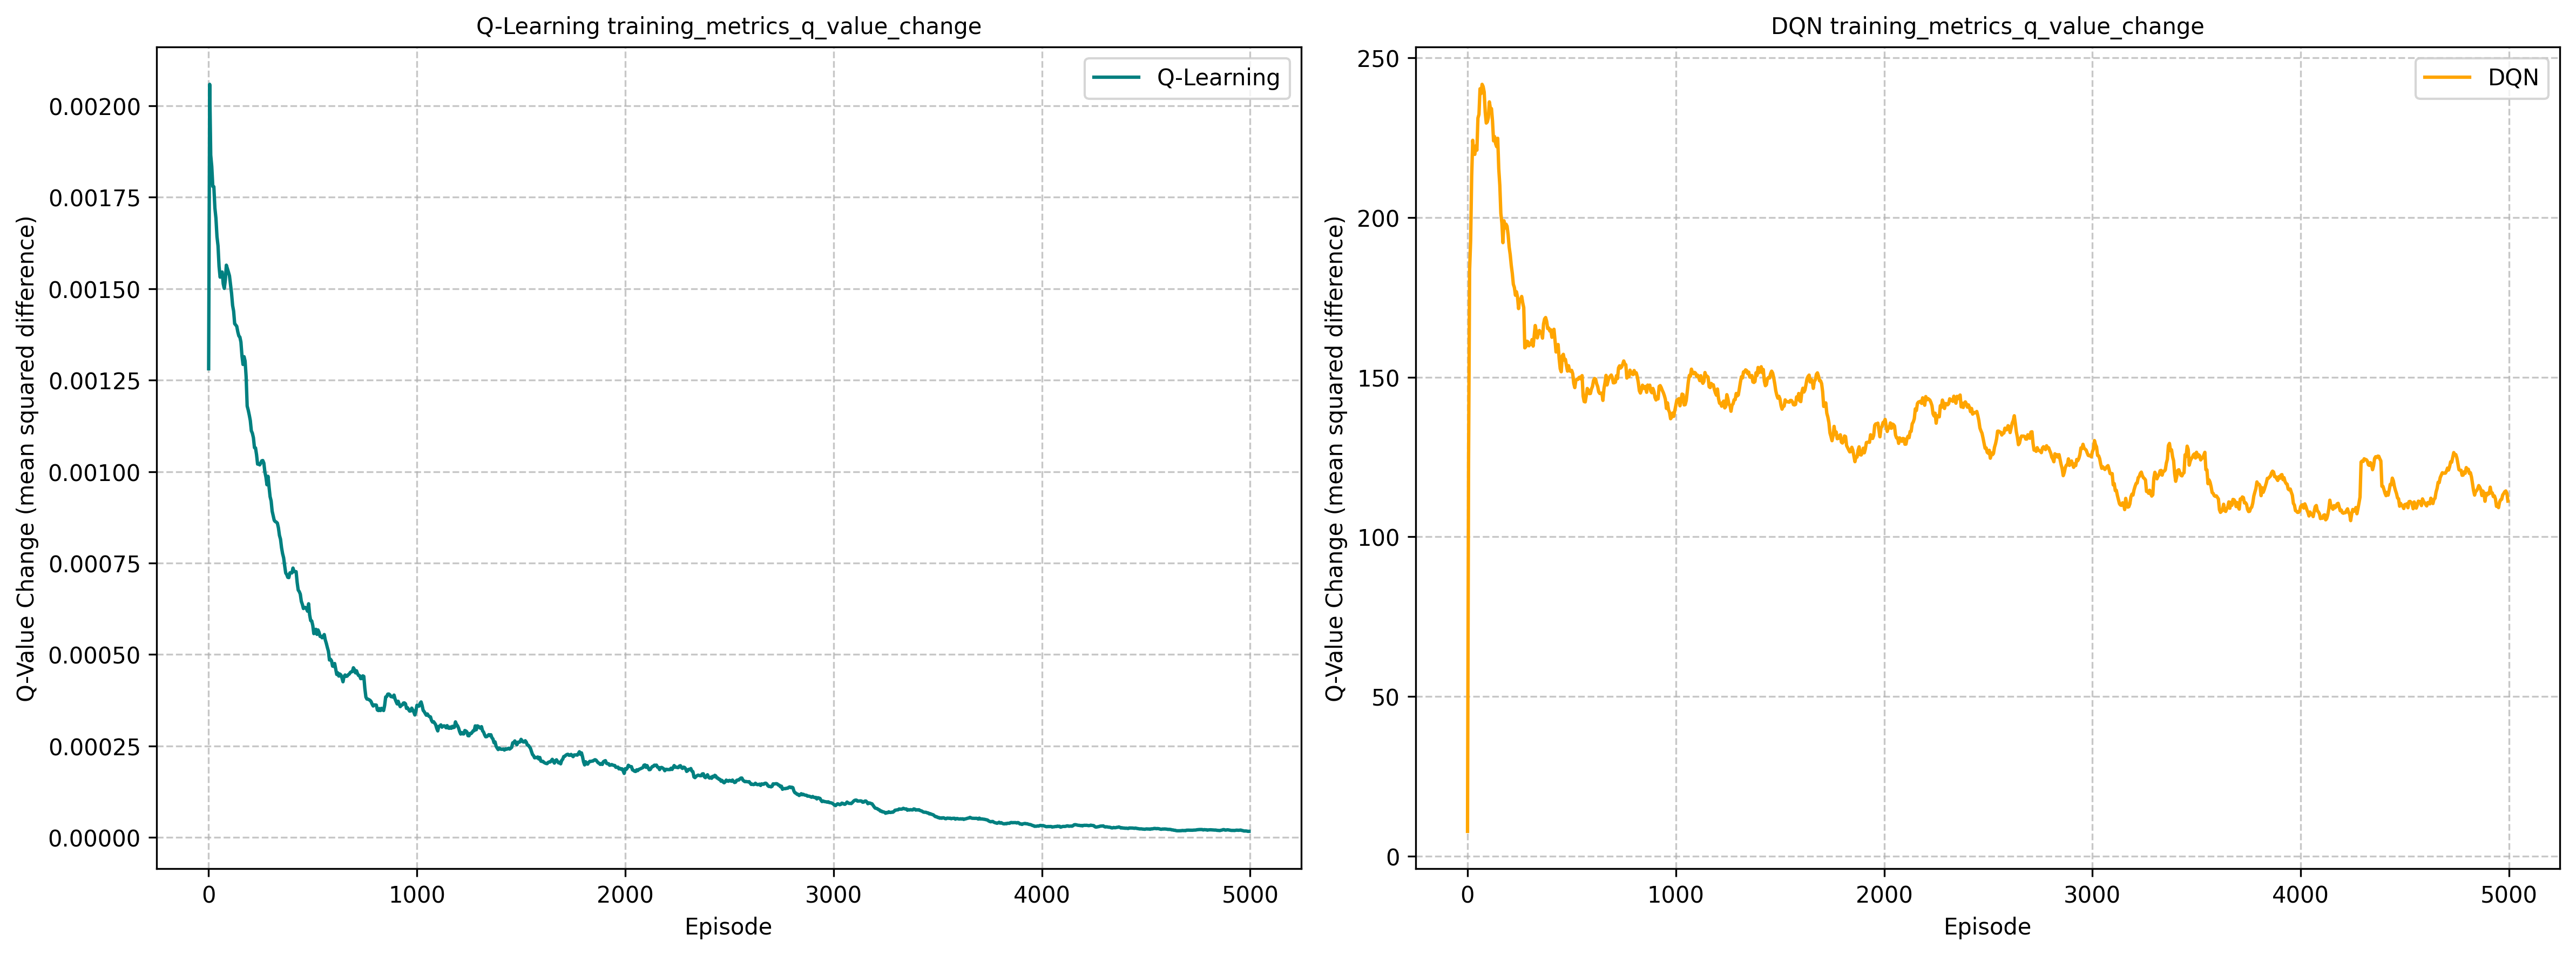 Q-Learning training_metrics_q_value_change
Q-Value Change (mean squared difference)
0.00200
0.00175
0.00150
0.00125
0.00100
0.00075
0.00050
0.00025
0.00000
Q-Learning
0 1000 2000 3000 4000 5000
Episode
DQN training_metrics_q_value_change
Q-Value Change (mean squared difference)
250
200
150
100
50
0
DQN
0 1000 2000 3000 4000 5000
Episode